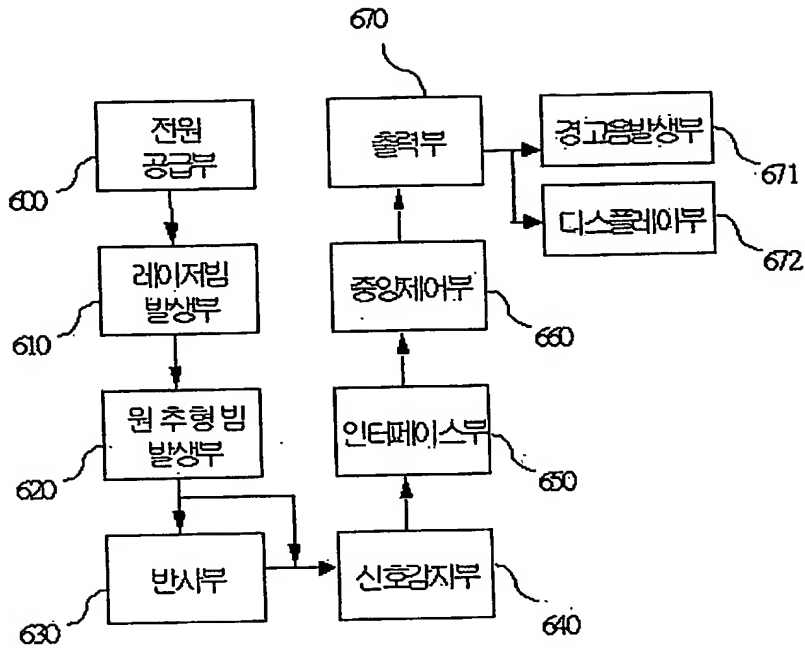 670
전원
공급부
600
출력부
경고음발생부
671
디스플레이부
672
레이저빔
발생부
610
중앙제어부
660
원 추형 빔
발생부
620
인터페이스부
650
반사부
630
신호감지부
640